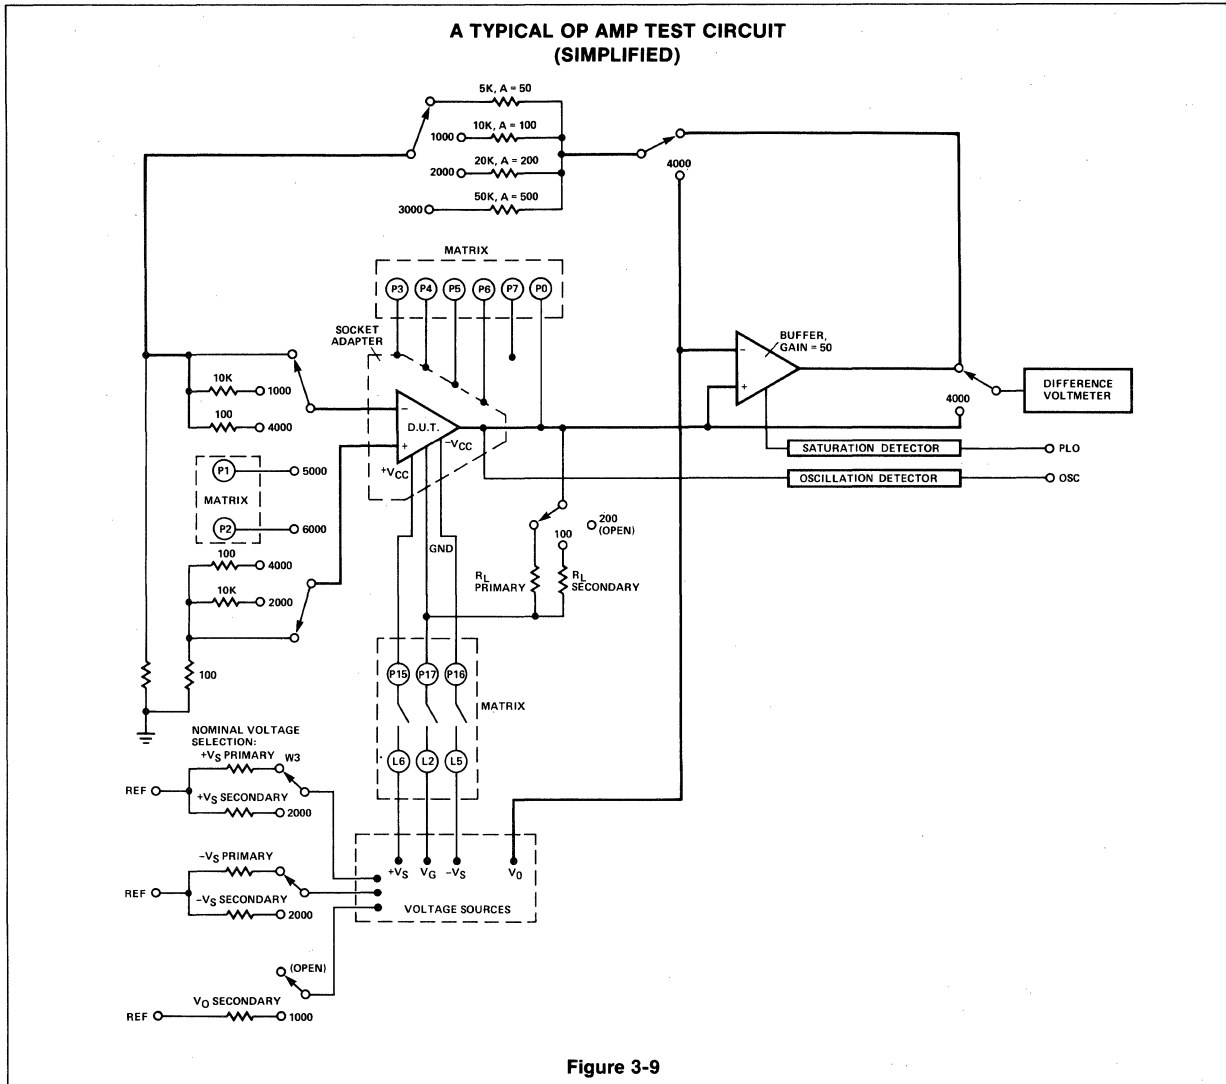 A TYPICAL OP AMP TEST CIRCUIT
(SIMPLIFIED)
5K, A = 50
1000
10K, A = 100
2000
20K, A = 200
3000
50K, A = 500
4000
MATRIX
P3
P4
P5
P6
P7
P0
SOCKET
ADAPTER
BUFFER,
GAIN = 50
10K
1000
100
4000
−
+
D.U.T.
−VCC
+VCC
−
+
4000
DIFFERENCE
VOLTMETER
SATURATION DETECTOR
PLO
OSCILLATION DETECTOR
OSC
P1
5000
MATRIX
P2
6000
100
4000
10K
2000
100
GND
200
(OPEN)
100
RL
PRIMARY
RL
SECONDARY
P15
P17
P16
MATRIX
L6
L2
L5
NOMINAL VOLTAGE
SELECTION:
+VS PRIMARY
W3
REF
+VS SECONDARY
2000
−VS PRIMARY
REF
−VS SECONDARY
2000
+VS
VG
−VS
VO
VOLTAGE SOURCES
(OPEN)
VO SECONDARY
REF
1000
Figure 3-9